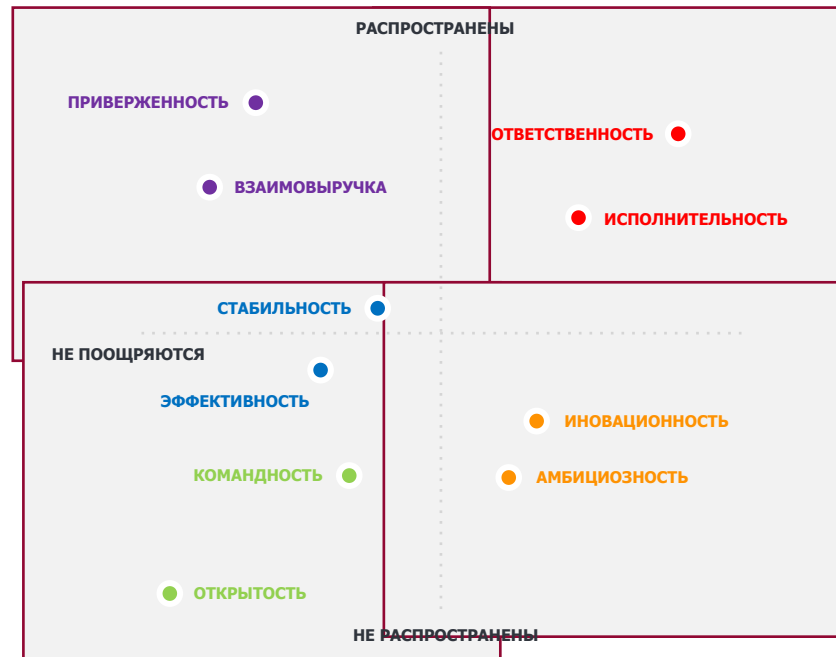 РАСПРОСТРАНЕНЫ
ПРИВЕРЖЕННОСТЬ
ОТВЕТСТВЕННОСТЬ
ВЗАИМОВЫРУЧКА
ИСПОЛНИТЕЛЬНОСТЬ
СТАБИЛЬНОСТЬ
НЕ ПООЩРЯЮТСЯ
ЭФФЕКТИВНОСТЬ
ИНОВАЦИОННОСТЬ
КОМАНДНОСТЬ
АМБИЦИОЗНОСТЬ
ОТКРЫТОСТЬ
НЕ РАСПРОСТРАНЕНЫ